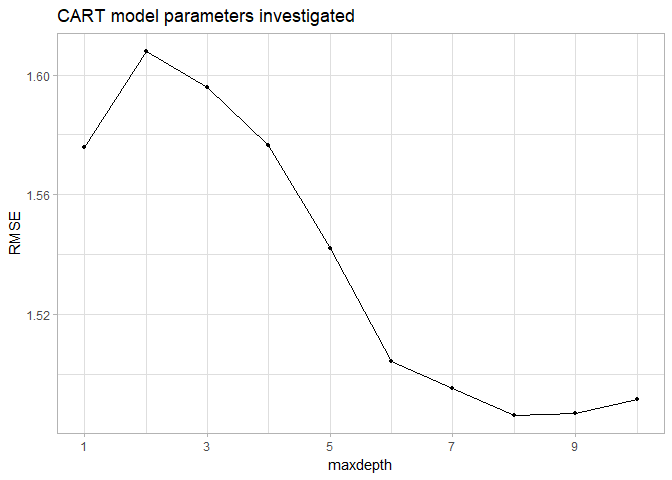 CART model parameters investigated
1.60
1.56
1.52
RMSE
1 3 5 7 9
maxdepth